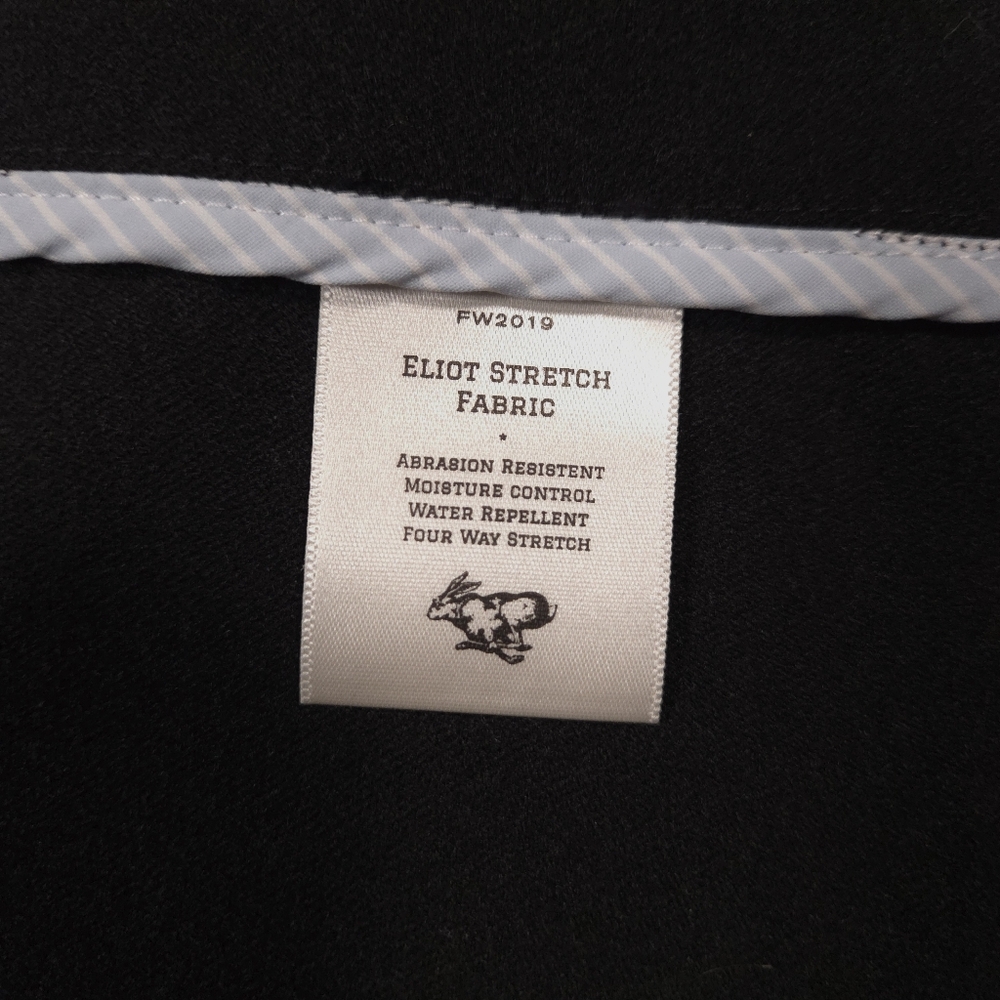 FW2019
ELIOT STRETCH
FABRIC
ABRASION RESISTENT
MOISTURE CONTROL
WATER REPELLENT
FOUR WAY STRETCH